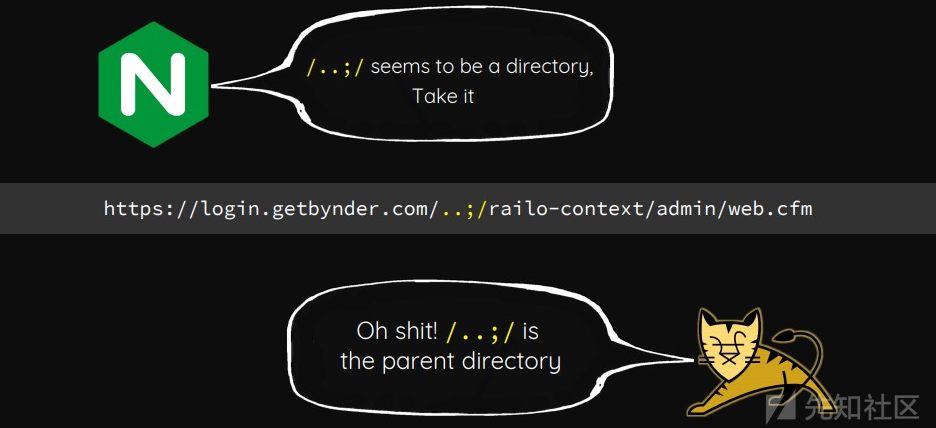 N
/..;/ seems to be a directory,
Take it
https://login.getbynder.com/..;/railo-context/admin/web.cfm
Oh shit! /..;/ is
the parent directory
先知社区